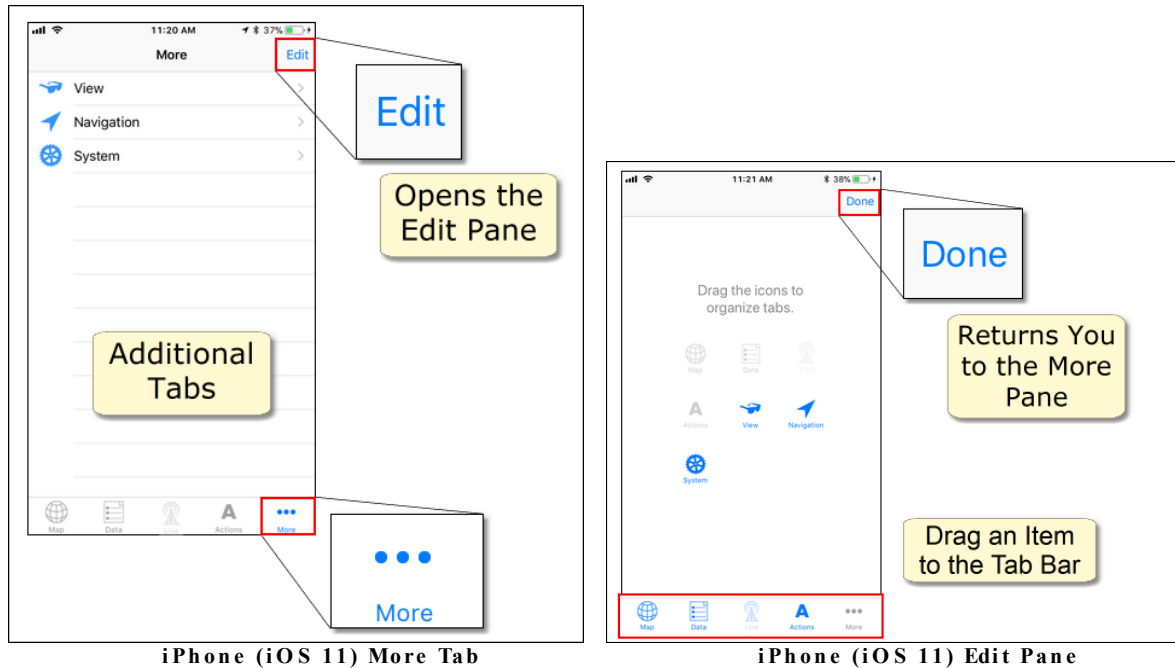 11:20 AM
37%
More
Edit
View
Navigation
System
Edit
Opens the
Edit Pane
Additional
Tabs
Map
Data
Live
Actions
More
More
iPhone (iOS 11) More Tab
11:21 AM
38%
Done
Done
Drag the icons to
organize tabs.
Returns You
to the More
Pane
Map
Data
Live
Actions
View
Navigation
System
Drag an Item
to the Tab Bar
Map
Data
Live
Actions
More
iPhone (iOS 11) Edit Pane